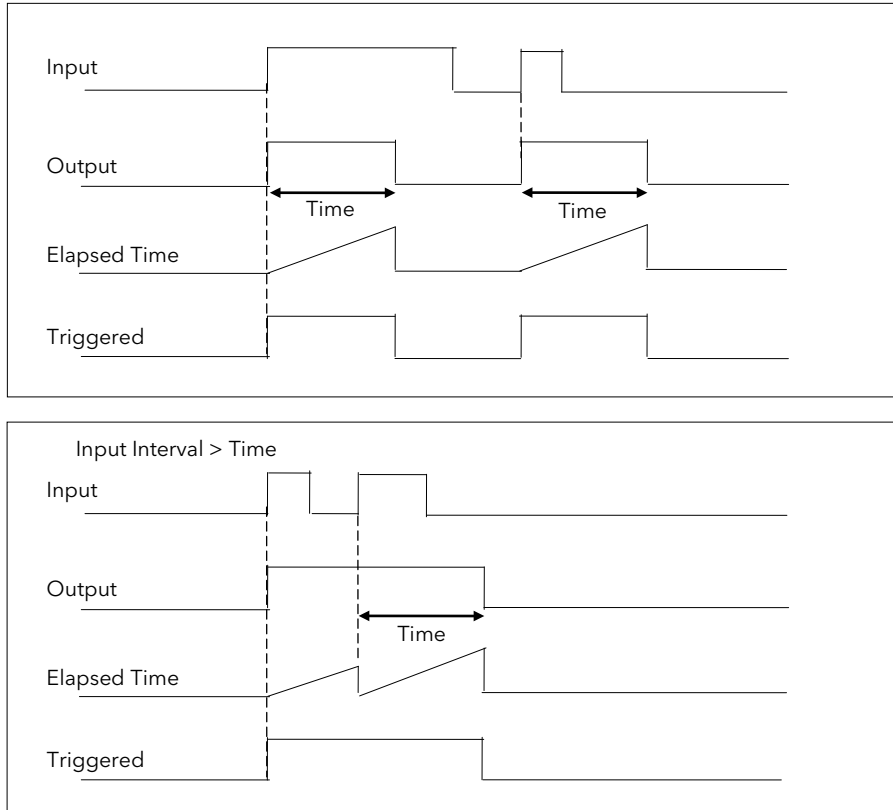 Input
Output
Time
Time
Elapsed Time
Triggered
Input Interval > Time
Input
Output
Time
Elapsed Time
Triggered